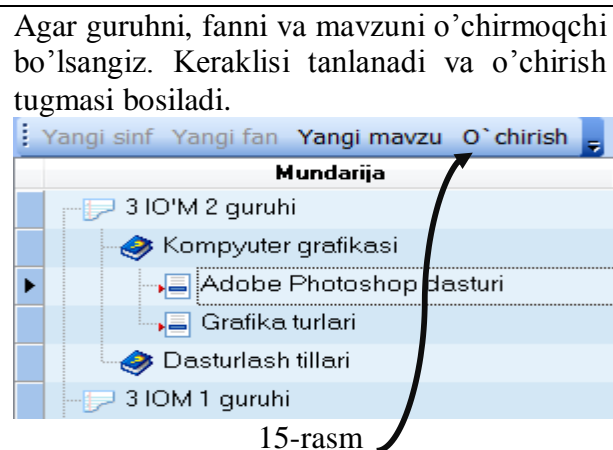 Agar guruhni, fanni va mavzuni o’chirmoqchi
bo’lsangiz. Keraklisi tanlanadi va o’chirish
tugmasi bosiladi.
Yangi sinf Yangi fan Yangi mavzu O`chirish
Mundarija
3 IO'M 2 guruhi
Kompyuter grafikasi
Adobe Photoshop dasturi
Grafika turlari
Dasturlash tillari
3 IOM 1 guruhi
15-rasm